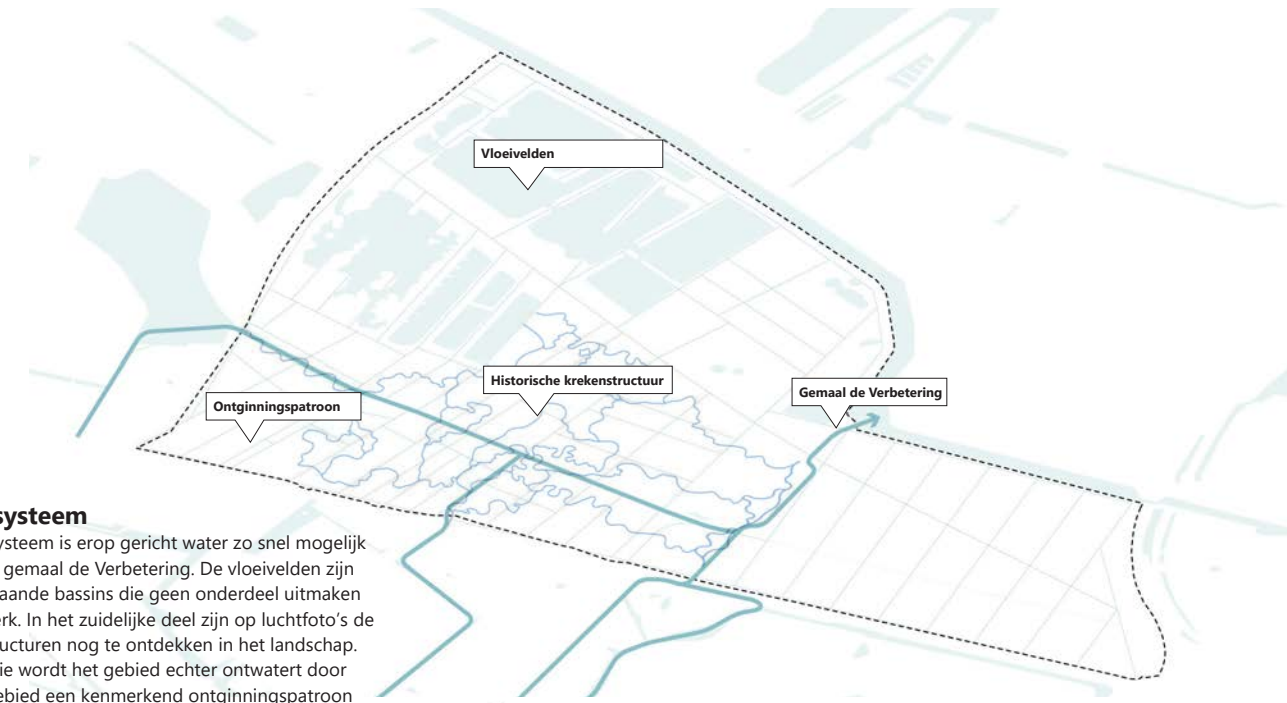 Vloeivelden
Historische krekenstructuur
Gemaal de Verbetering
Ontginningspatroon
systeem
ysteem is erop gericht water zo snel mogelijk
gemaal de Verbetering. De vloeivelden zijn
aande bassins die geen onderdeel uitmaken
erk. In het zuidelijke deel zijn op luchtfoto's de
ucturen nog te ontdekken in het landschap.
ie wordt het gebied echter ontwatert door
ebied een kenmerkend ontginningspatroon